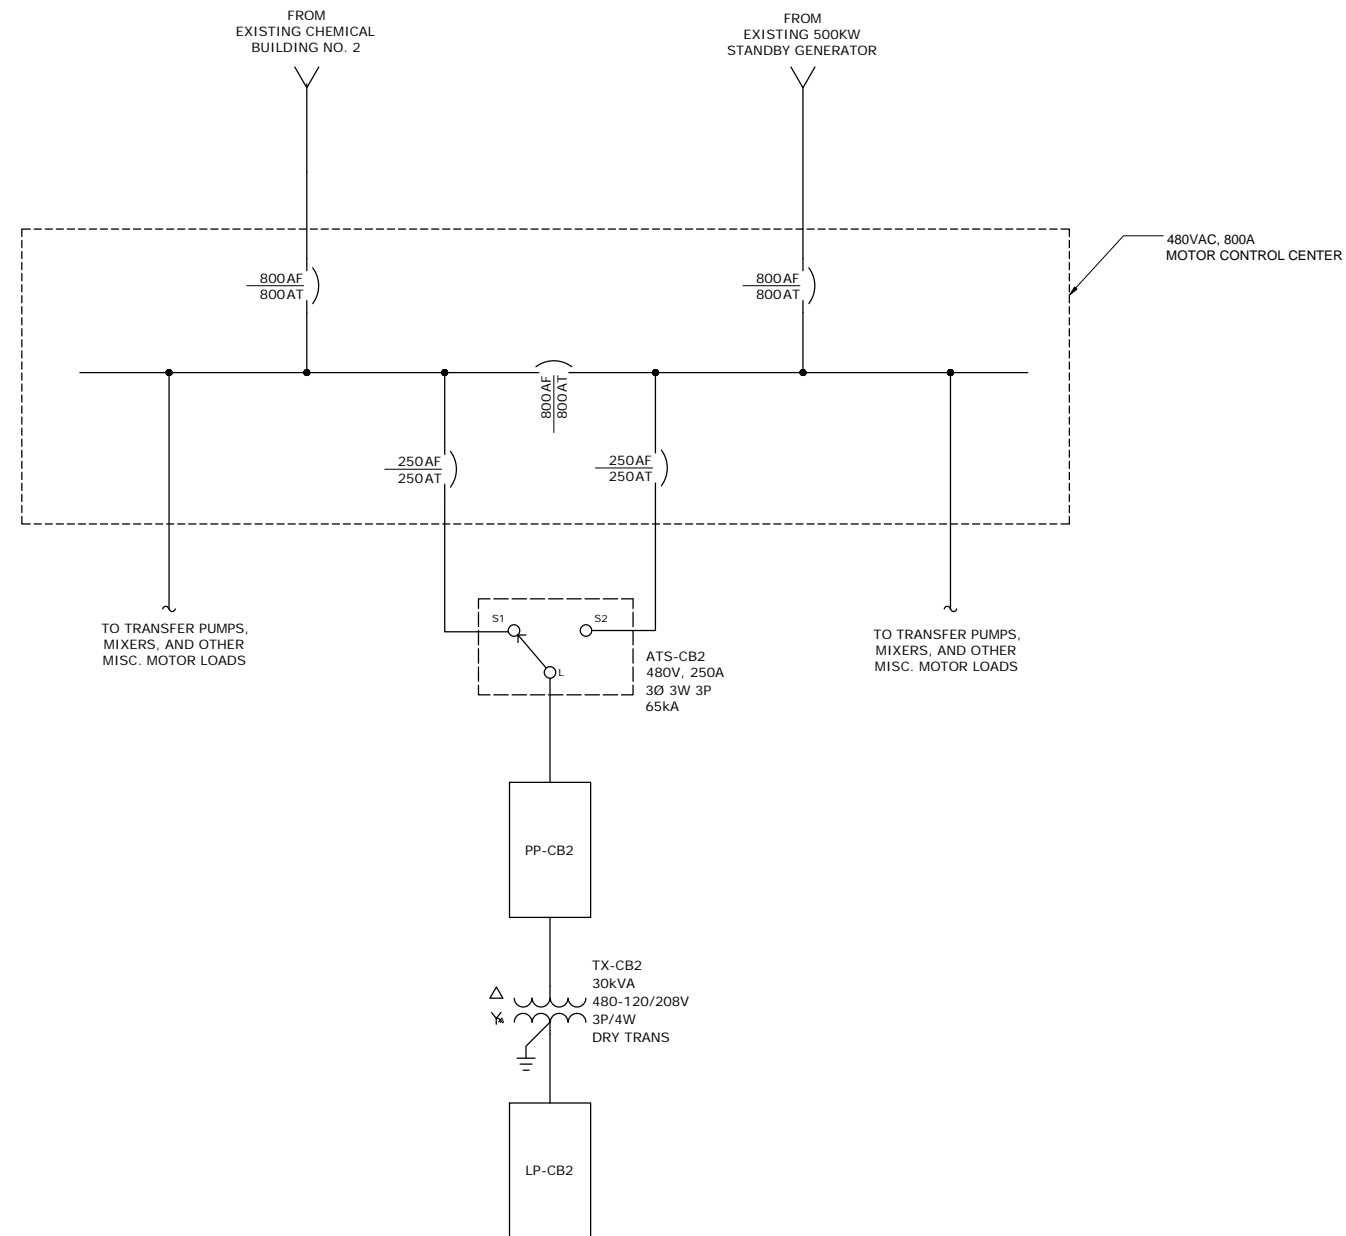 FROM
EXISTING CHEMICAL
BUILDING NO. 2
FROM
EXISTING 500KW
STANDBY GENERATOR
480VAC, 800A
MOTOR CONTROL CENTER
800AF
800AT
800AF
800AT
800AF
800AT
250AF
250AT
250AF
250AT
S1
S2
L
TO TRANSFER PUMPS,
MIXERS, AND OTHER
MISC. MOTOR LOADS
ATS-CB2
480V, 250A
3Ø 3W 3P
65kA
TO TRANSFER PUMPS,
MIXERS, AND OTHER
MISC. MOTOR LOADS
PP-CB2
TX-CB2
30kVA
480-120/208V
3P/4W
DRY TRANS
LP-CB2